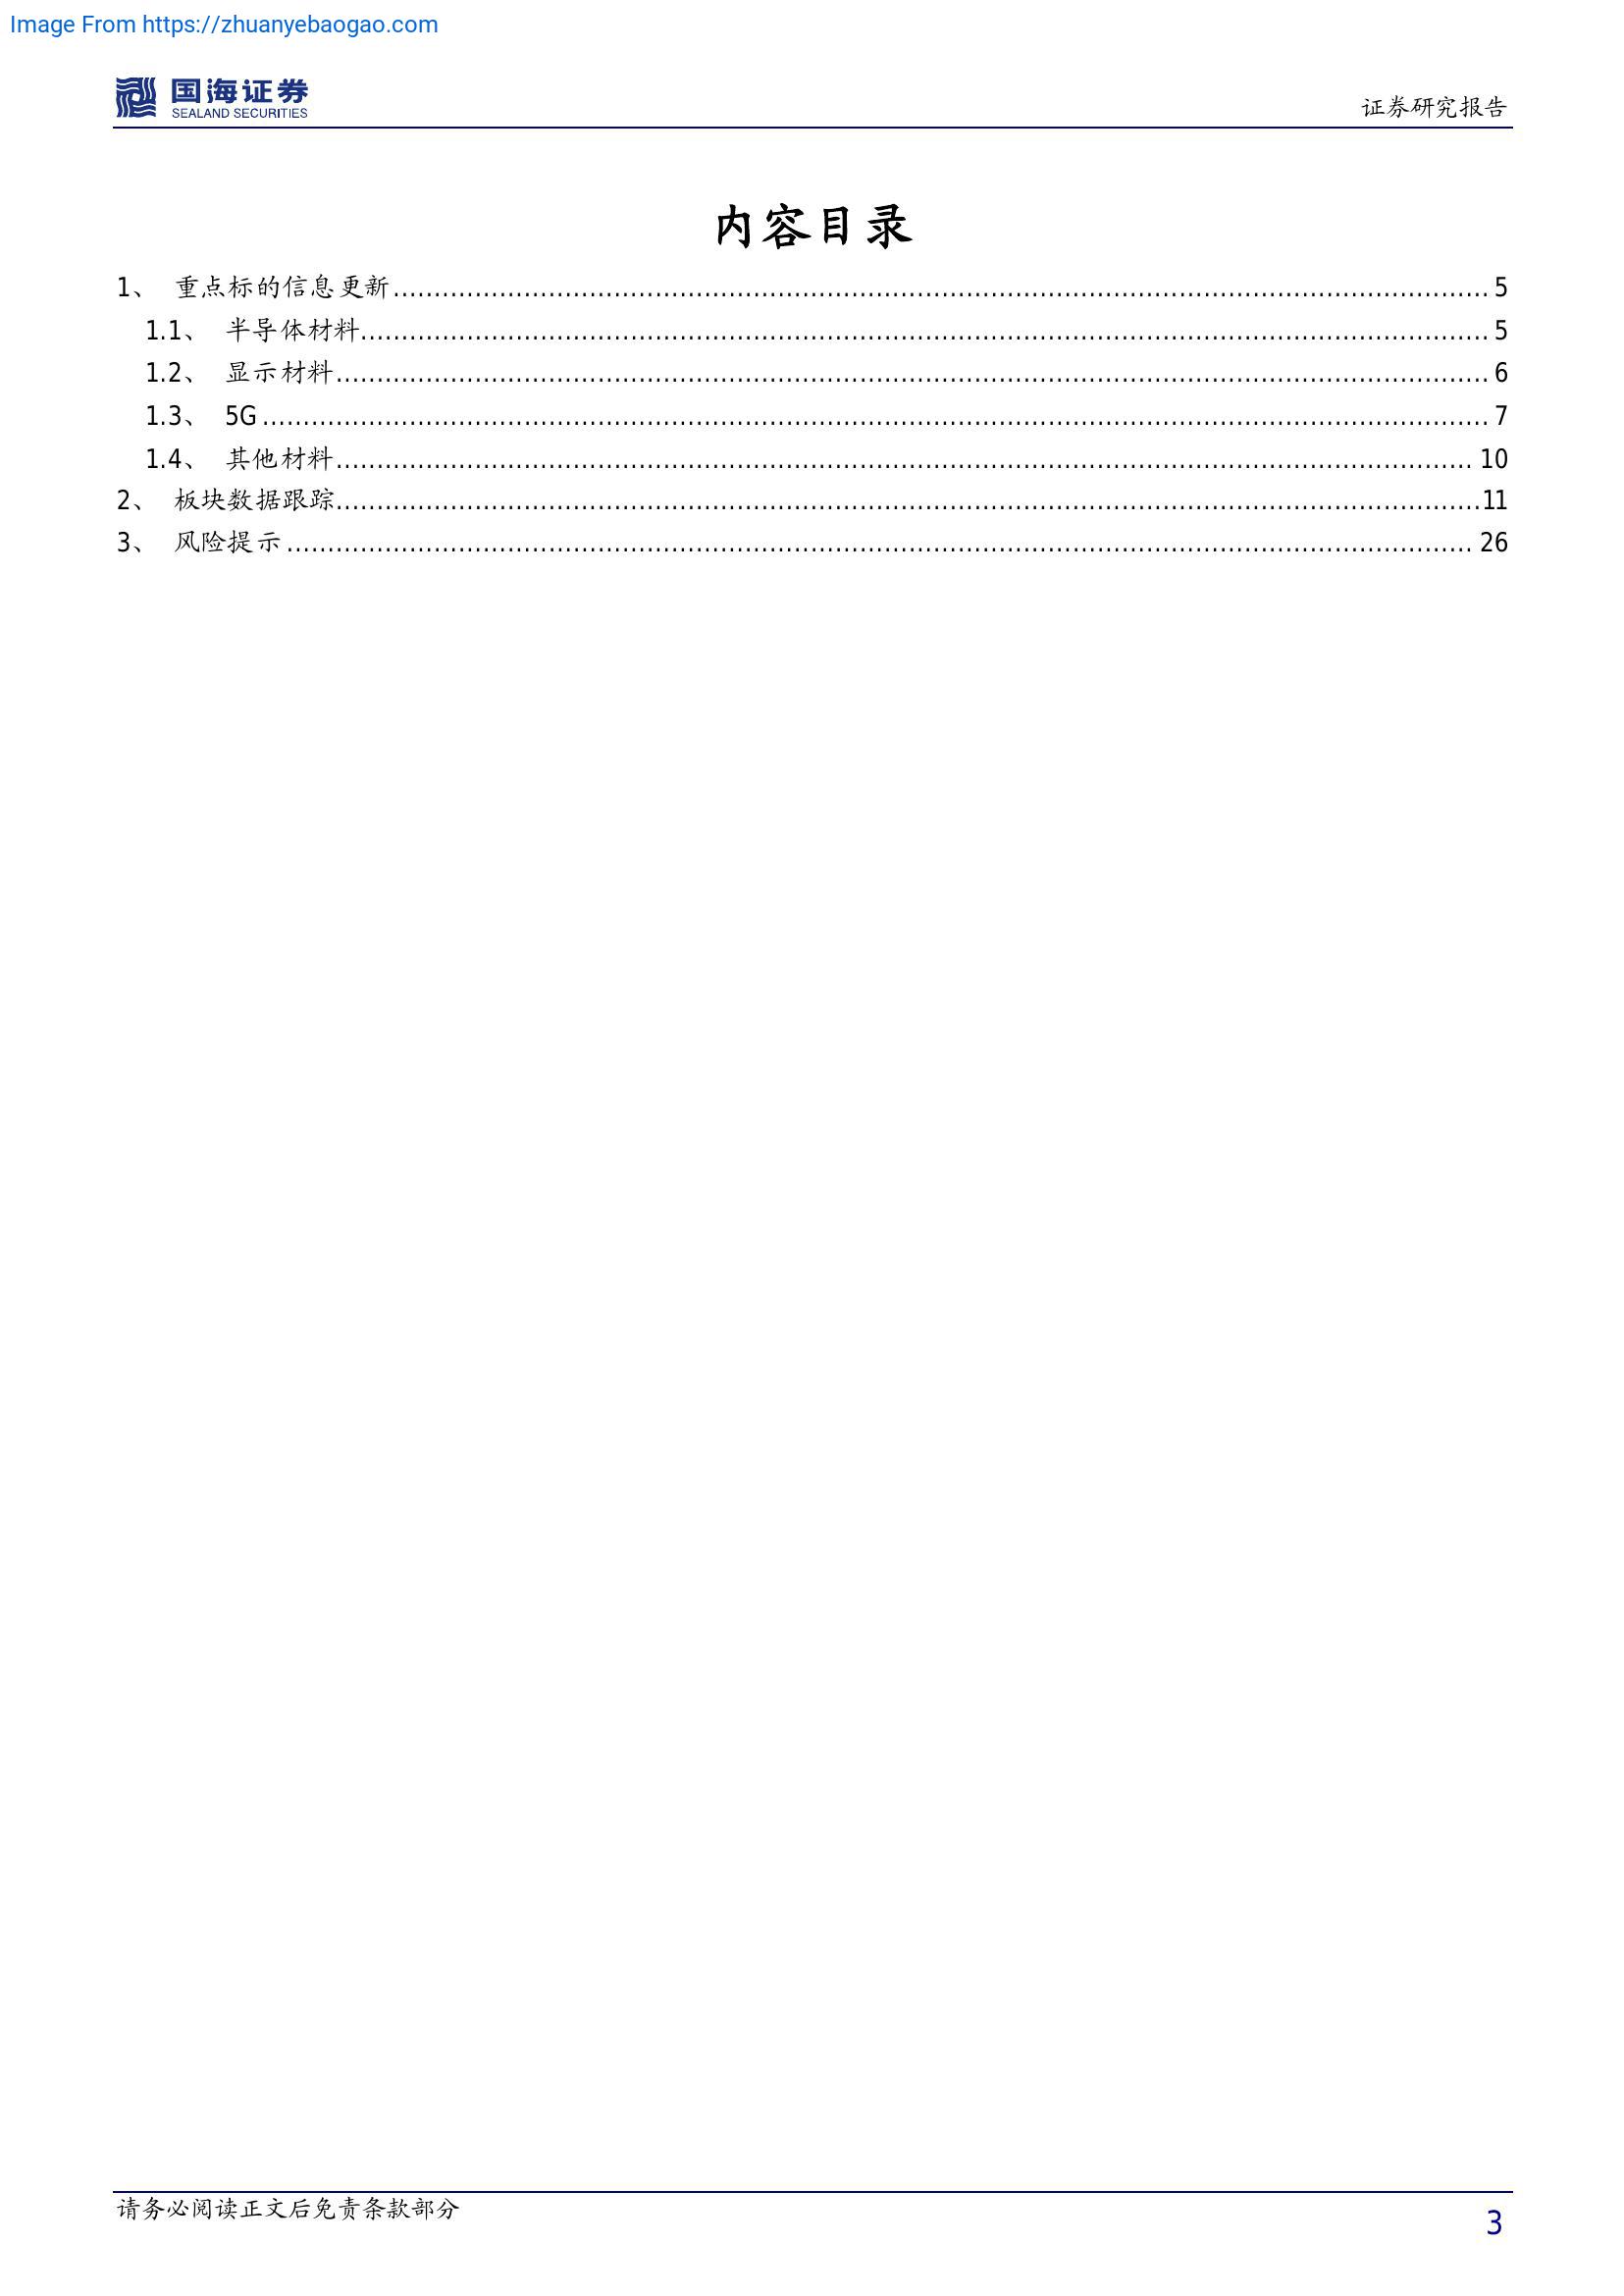 Image From https://zhuanyebaogao.com
国海证券
SEALAND SECURITIES
证券研究报告
内容目录
1、 重点标的信息更新........................................ 5
1.1、 半导体材料........................................ 5
1.2、 显示材料........................................ 6
1.3、 5G........................................ 7
1.4、 其他材料........................................ 10
2、 板块数据跟踪........................................ 11
3、 风险提示........................................ 26
请务必阅读正文后免责条款部分
3